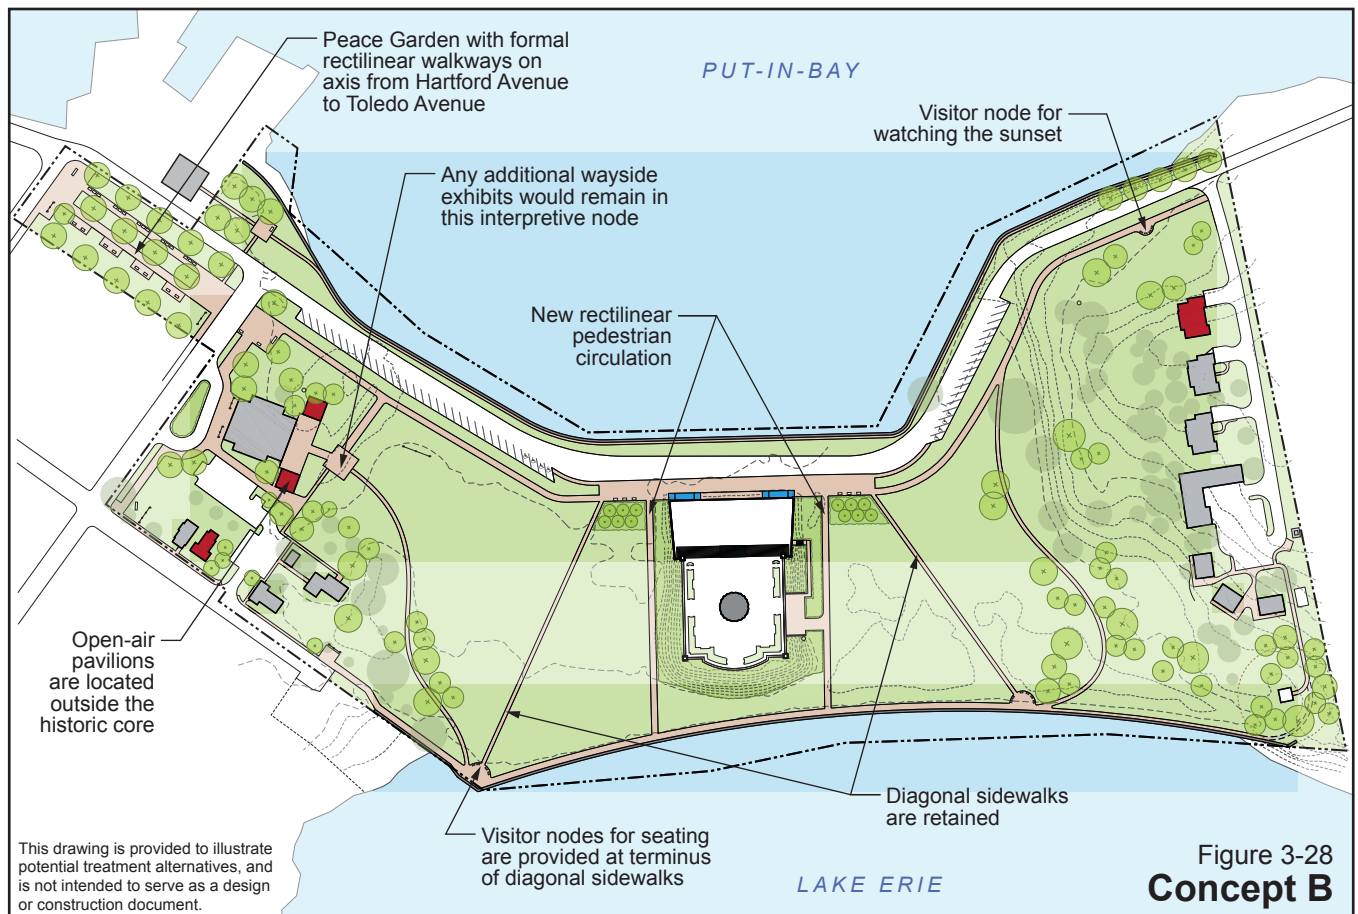 Peace Garden with formal
rectilinear walkways on
axis from Hartford Avenue
to Toledo Avenue
PUT-IN-BAY
Visitor node for
watching the sunset
Any additional wayside
exhibits would remain in
this interpretive node
New rectilinear
pedestrian
circulation
Open-air
pavilions
are located
outside the
historic core
Diagonal sidewalks
are retained
Visitor nodes for seating
are provided at terminus
of diagonal sidewalks
LAKE ERIE
This drawing is provided to illustrate
potential treatment alternatives, and
is not intended to serve as a design
or construction document.
Figure 3-28
Concept B